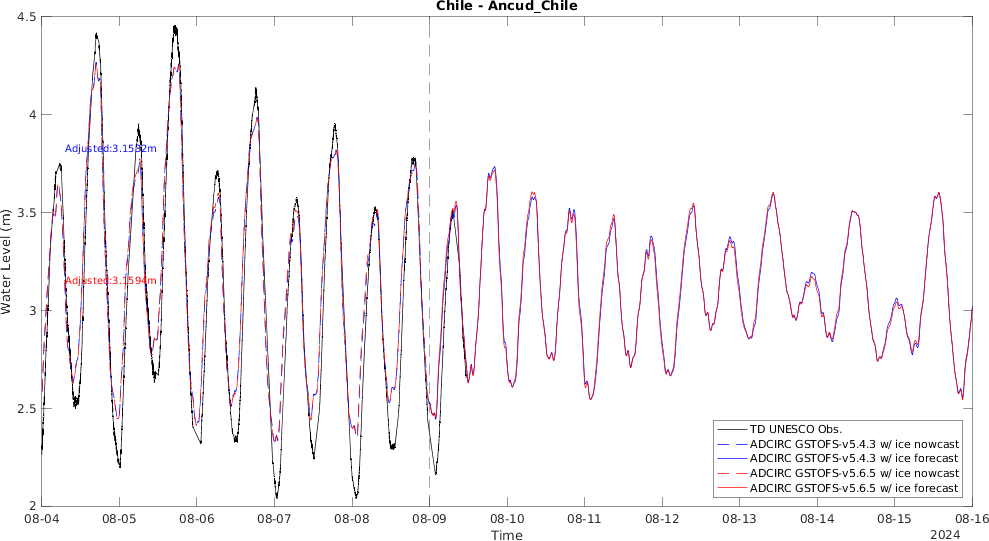 Chile - Ancud_Chile
4.5
4
3.5
3
2.5
2
Water Level (m)
Adjusted:3.1532m
Adjusted:3.1594m
TD UNESCO Obs.
ADCIRC GSTOFS-v5.4.3 w/ ice nowcast
ADCIRC GSTOFS-v5.4.3 w/ ice forecast
ADCIRC GSTOFS-v5.6.5 w/ ice nowcast
ADCIRC GSTOFS-v5.6.5 w/ ice forecast
08-04 08-05 08-06 08-07 08-08 08-09 08-10 08-11 08-12 08-13 08-14 08-15 08-16
Time
2024